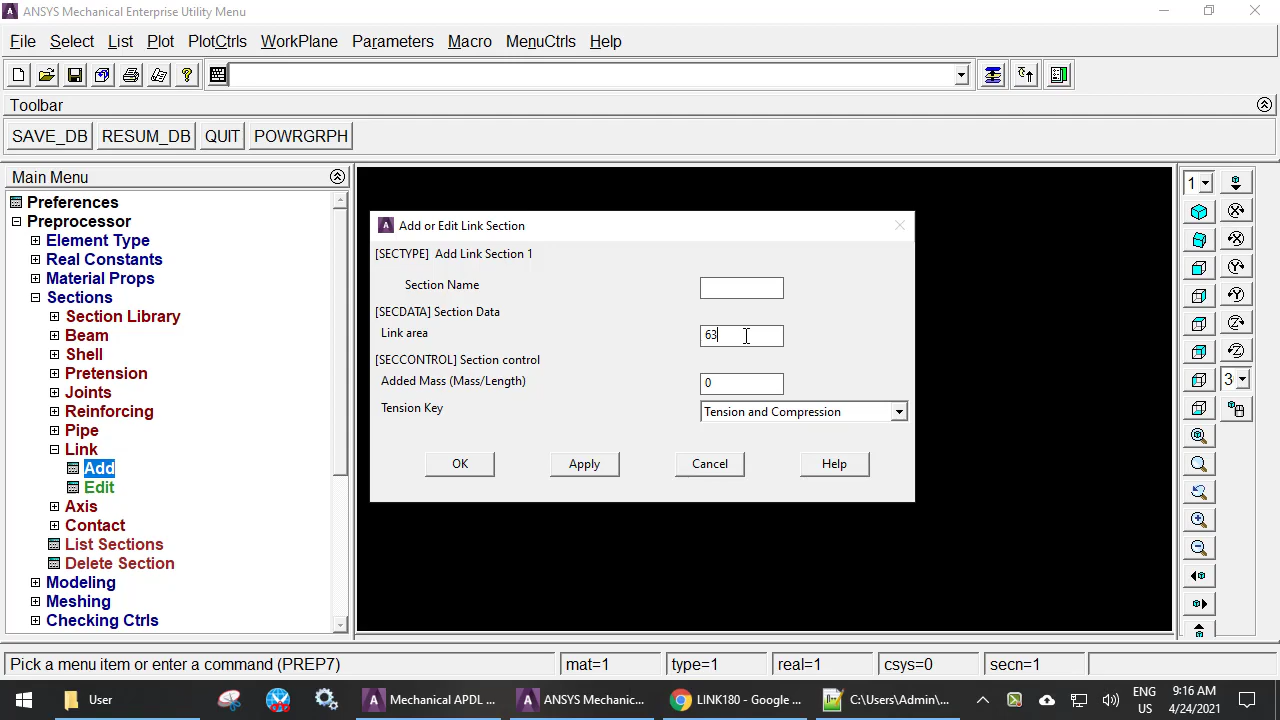 ANSYS Mechanical Enterprise Utility Menu
File Select List Plot PlotCtrls WorkPlane Parameters Macro MenuCtrls Help
Toolbar
SAVE_DB RESUM_DB QUIT POWRGRPH
Main Menu
Preferences
Preprocessor
Element Type
Real Constants
Material Props
Sections
Section Library
Beam
Shell
Pretension
Joints
Reinforcing
Pipe
Link
Add
Edit
Axis
Contact
List Sections
Delete Section
Modeling
Meshing
Checking Ctrls
Add or Edit Link Section
[SECTYPE] Add Link Section 1
Section Name
[SECDATA] Section Data
Link area 63
[SECCONTROL] Section control
Added Mass (Mass/Length) 0
Tension Key Tension and Compression
OK Apply Cancel Help
1
3
Pick a menu item or enter a command (PREP7) mat=1 type=1 real=1 csys=0 secn=1
User Mechanical APDL ... ANSYS Mechanic... LINK180 - Google ... C:\Users\Admin\... ENG US 9:16 AM 4/24/2021